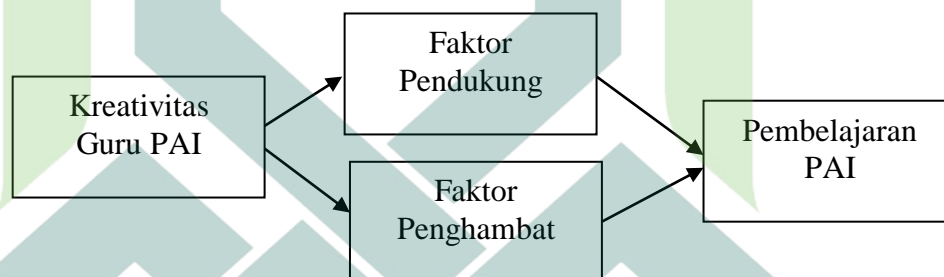 Kreativitas
Guru PAI
Faktor
Pendukung
Faktor
Penghambat
Pembelajaran
PAI